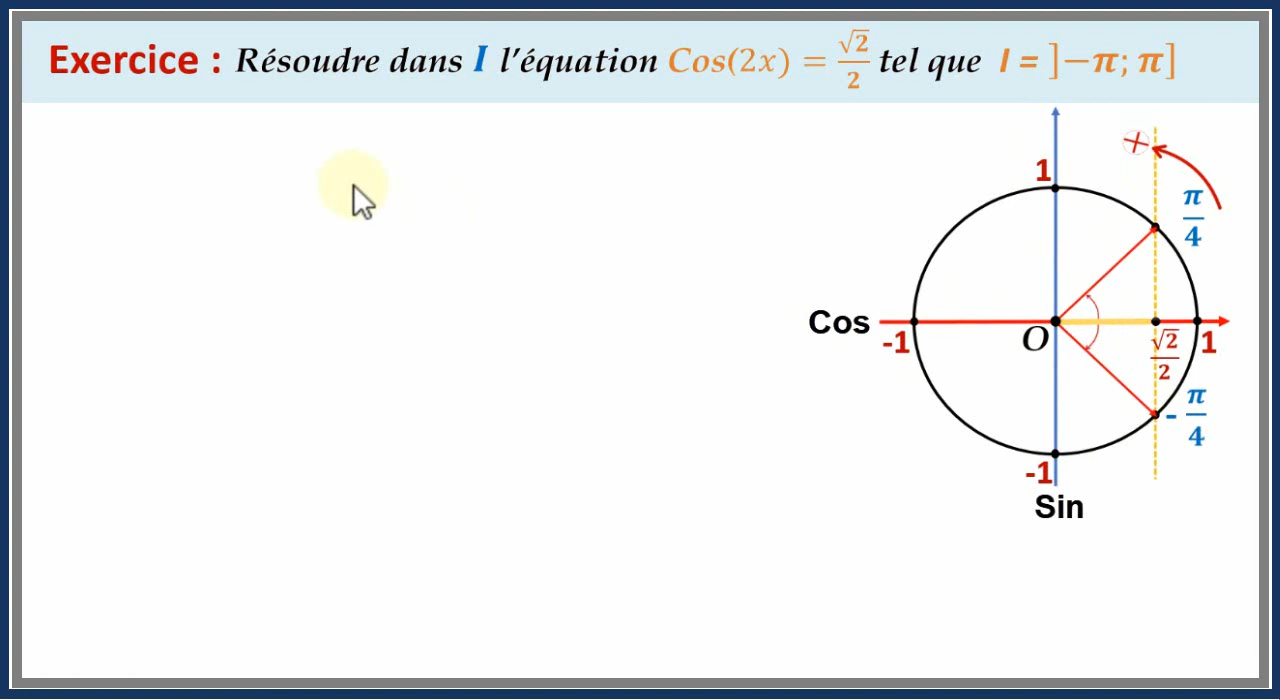 Exercice : Résoudre dans I l'équation Cos(2x) = √2/2 tel que I = ]−π; π]
+
1
π/4
Cos
-1
O
√2/2
1
- π/4
-1
Sin